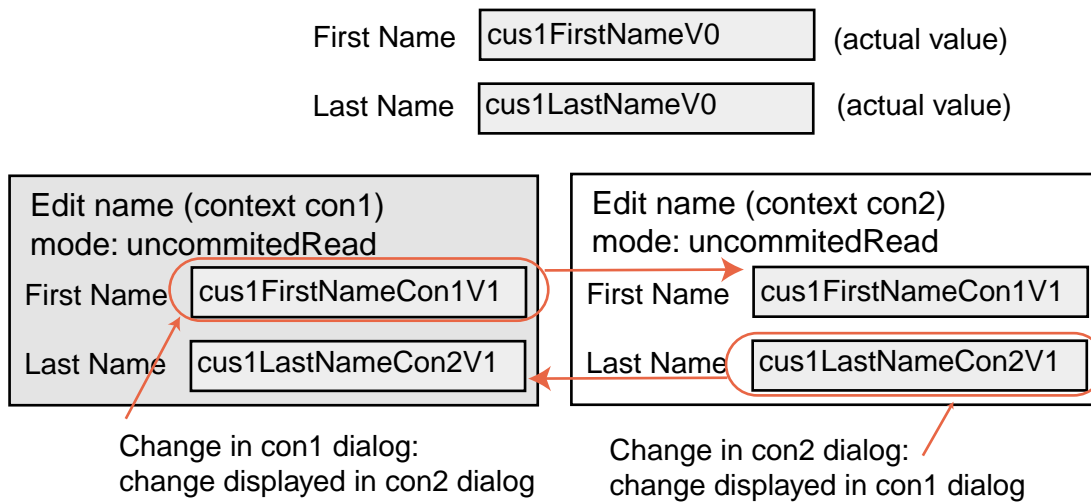 First Name cus1FirstNameV0 (actual value)
Last Name cus1LastNameV0 (actual value)
Edit name (context con1)
mode: uncommitedRead
First Name cus1FirstNameCon1V1
Last Name cus1LastNameCon2V1
Edit name (context con2)
mode: uncommitedRead
First Name cus1FirstNameCon1V1
Last Name cus1LastNameCon2V1
Change in con1 dialog:
change displayed in con2 dialog
Change in con2 dialog:
change displayed in con1 dialog